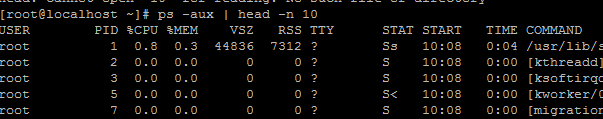 head: cannot open '10' for reading: No such file or directory
[root@localhost ~]# ps -aux | head -n 10
USER PID %CPU %MEM VSZ RSS TTY STAT START TIME COMMAND
root 1 0.8 0.3 44836 7312 ? Ss 10:08 0:04 /usr/lib/s
root 2 0.0 0.0 0 0 ? S 10:08 0:00 [kthreadd]
root 3 0.0 0.0 0 0 ? S 10:08 0:00 [ksoftirqd
root 5 0.0 0.0 0 0 ? S< 10:08 0:00 [kworker/0
root 7 0.0 0.0 0 0 ? S 10:08 0:00 [migration